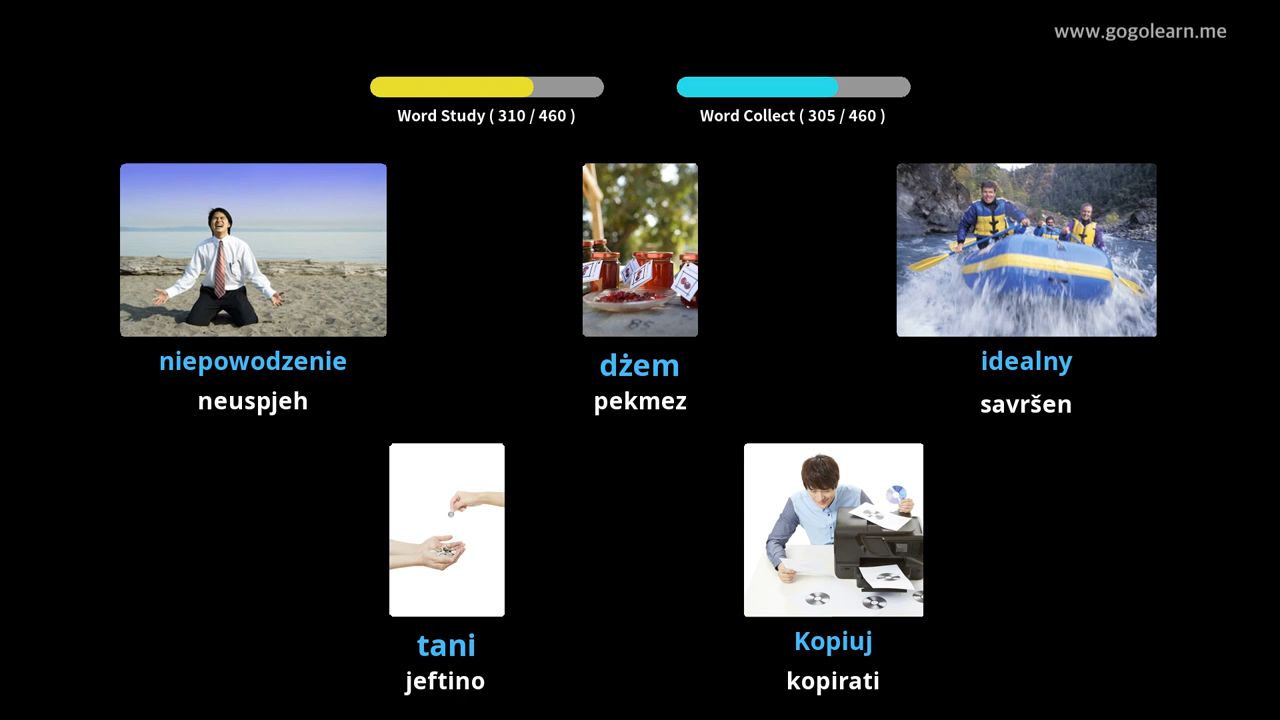 www.gogolearn.me
Word Study ( 310 / 460 )
Word Collect ( 305 / 460 )
niepowodzenie
neuspjeh
dżem
pekmez
idealny
savršen
tani
jeftino
Kopiuj
kopirati